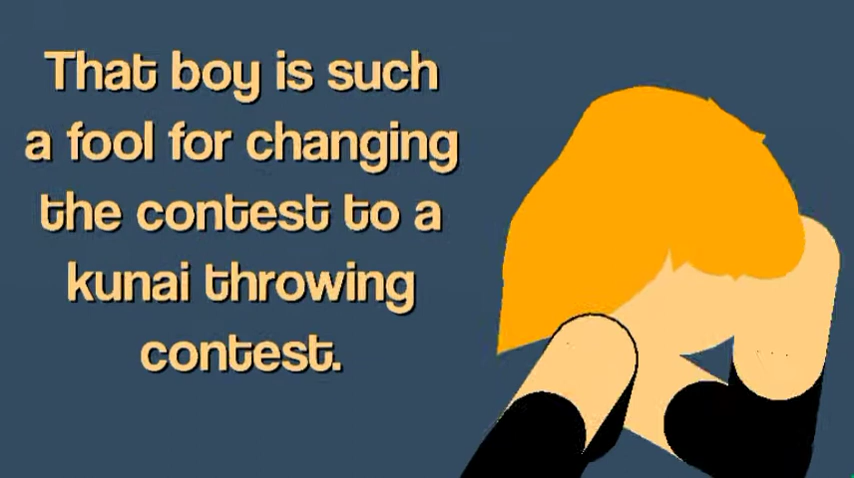 That boy is such
a fool for changing
the contest to a
kunai throwing
contest.